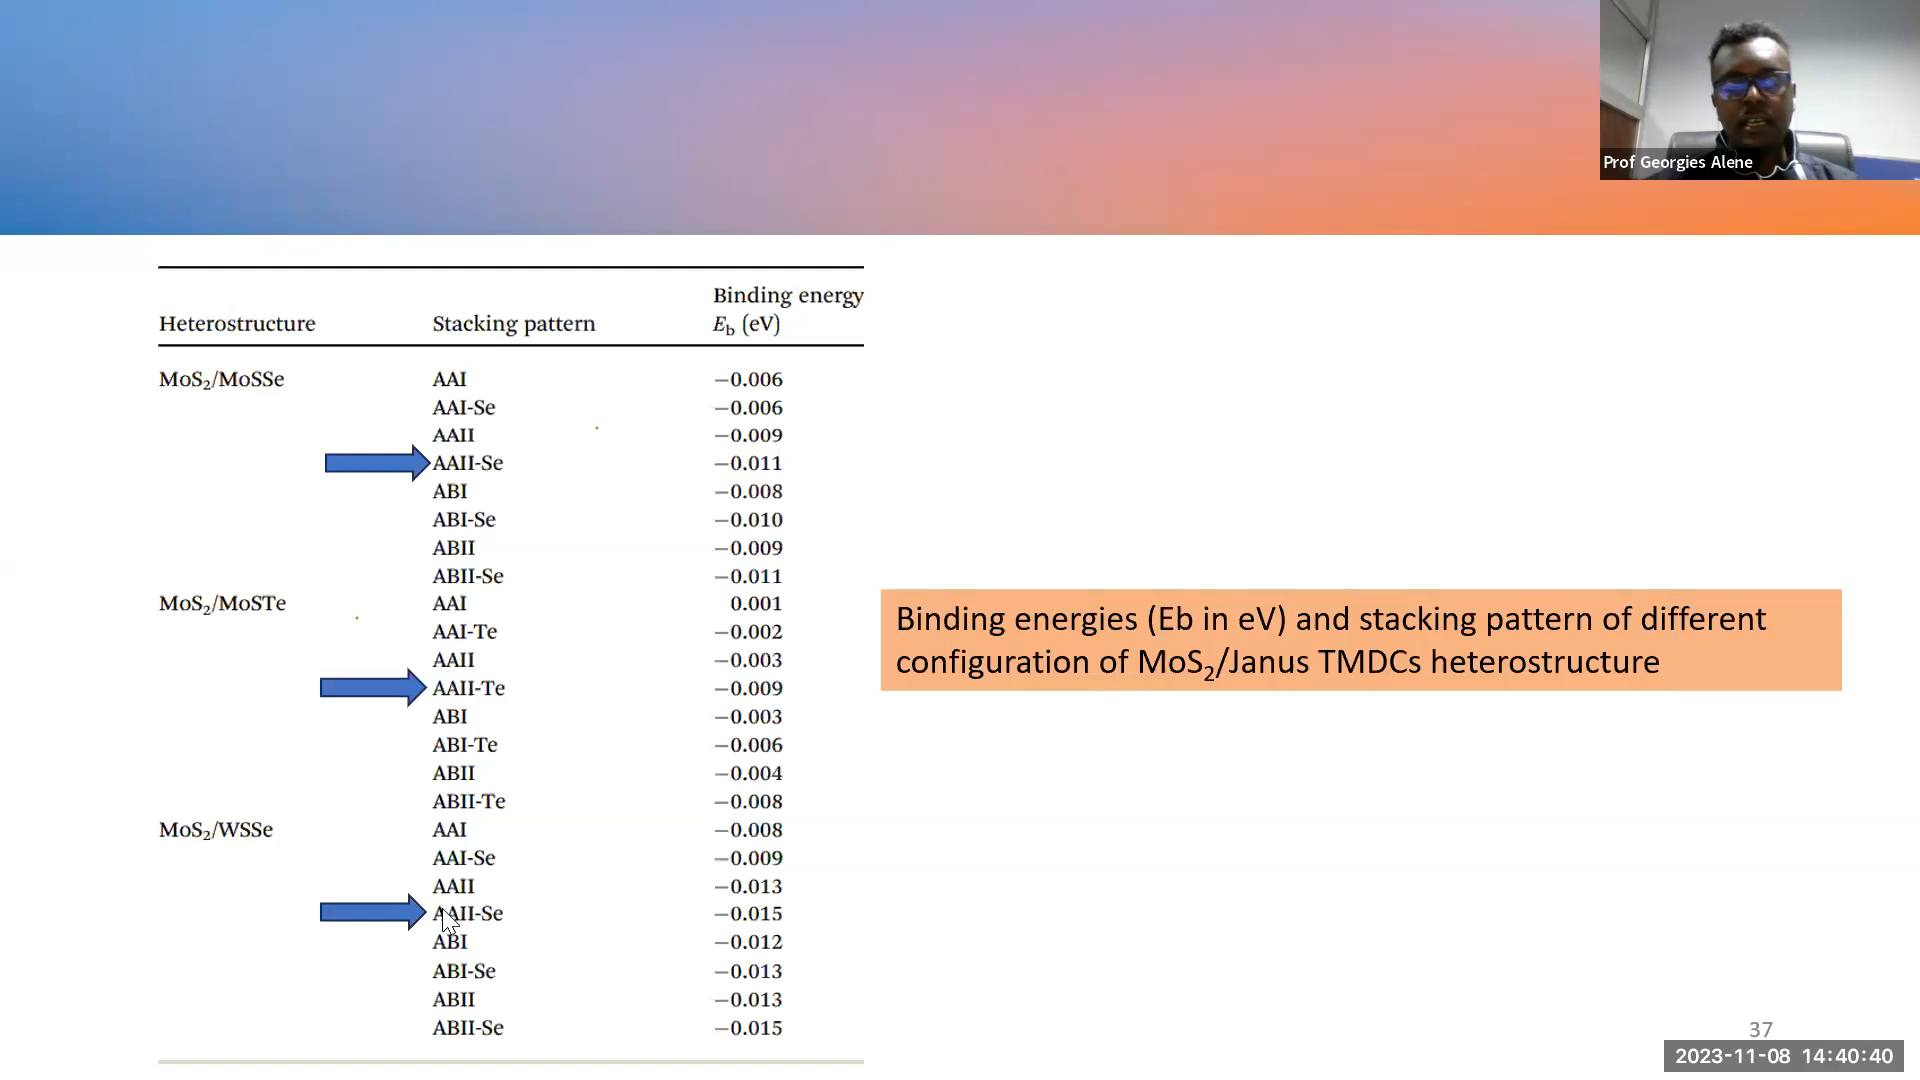 Prof Georgies Alene
Binding energy
Heterostructure Stacking pattern E_b (eV)
MoS₂/MoSSe AAI −0.006
AAI-Se −0.006
AAII −0.009
AAII-Se −0.011
ABI −0.008
ABI-Se −0.010
ABII −0.009
ABII-Se −0.011
MoS₂/MoSTe AAI 0.001
AAI-Te −0.002
AAII −0.003
AAII-Te −0.009
ABI −0.003
ABI-Te −0.006
ABII −0.004
ABII-Te −0.008
MoS₂/WSSe AAI −0.008
AAI-Se −0.009
AAII −0.013
AAII-Se −0.015
ABI −0.012
ABI-Se −0.013
ABII −0.013
ABII-Se −0.015
Binding energies (Eb in eV) and stacking pattern of different
configuration of MoS₂/Janus TMDCs heterostructure
37
2023-11-08 14:40:40